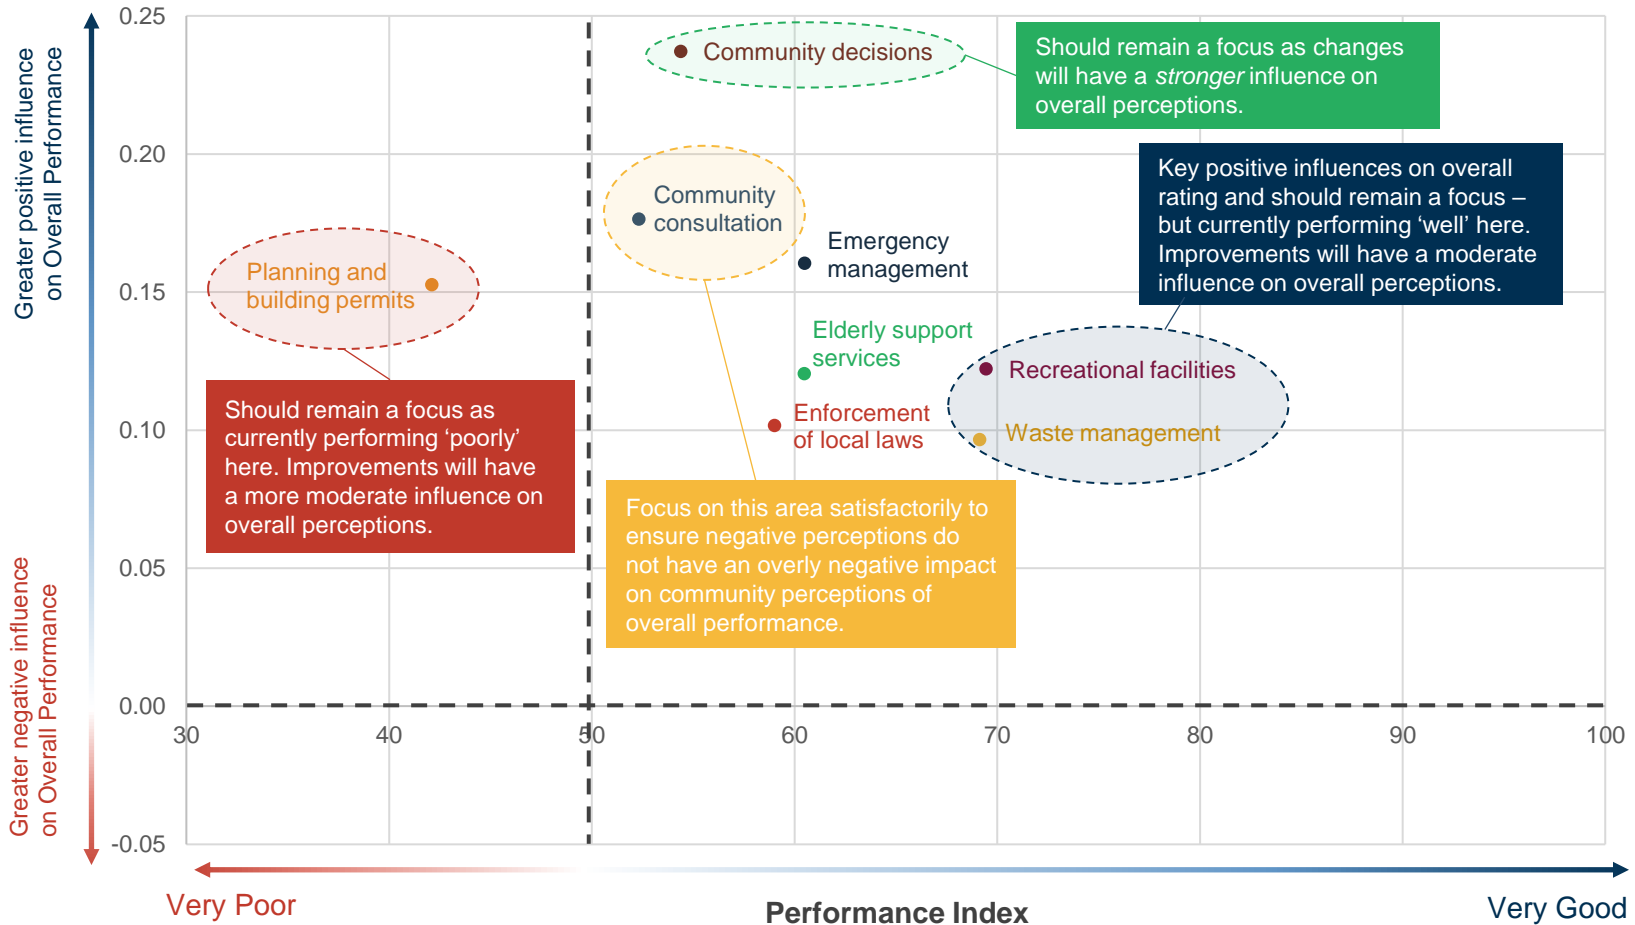 Greater positive influence
on Overall Performance
Greater negative influence
on Overall Performance
0.25
0.20
0.15
0.10
0.05
0.00
-0.05
30
40
50
60
70
80
90
100
Community decisions
Should remain a focus as changes
will have a stronger influence on
overall perceptions.
Community
consultation
Emergency
management
Key positive influences on overall
rating and should remain a focus –
but currently performing ‘well’ here.
Improvements will have a moderate
influence on overall perceptions.
Planning and
building permits
Elderly support
services
Recreational facilities
Enforcement
of local laws
Waste management
Should remain a focus as
currently performing ‘poorly’
here. Improvements will have
a more moderate influence on
overall perceptions.
Focus on this area satisfactorily to
ensure negative perceptions do
not have an overly negative impact
on community perceptions of
overall performance.
Very Poor
Performance Index
Very Good